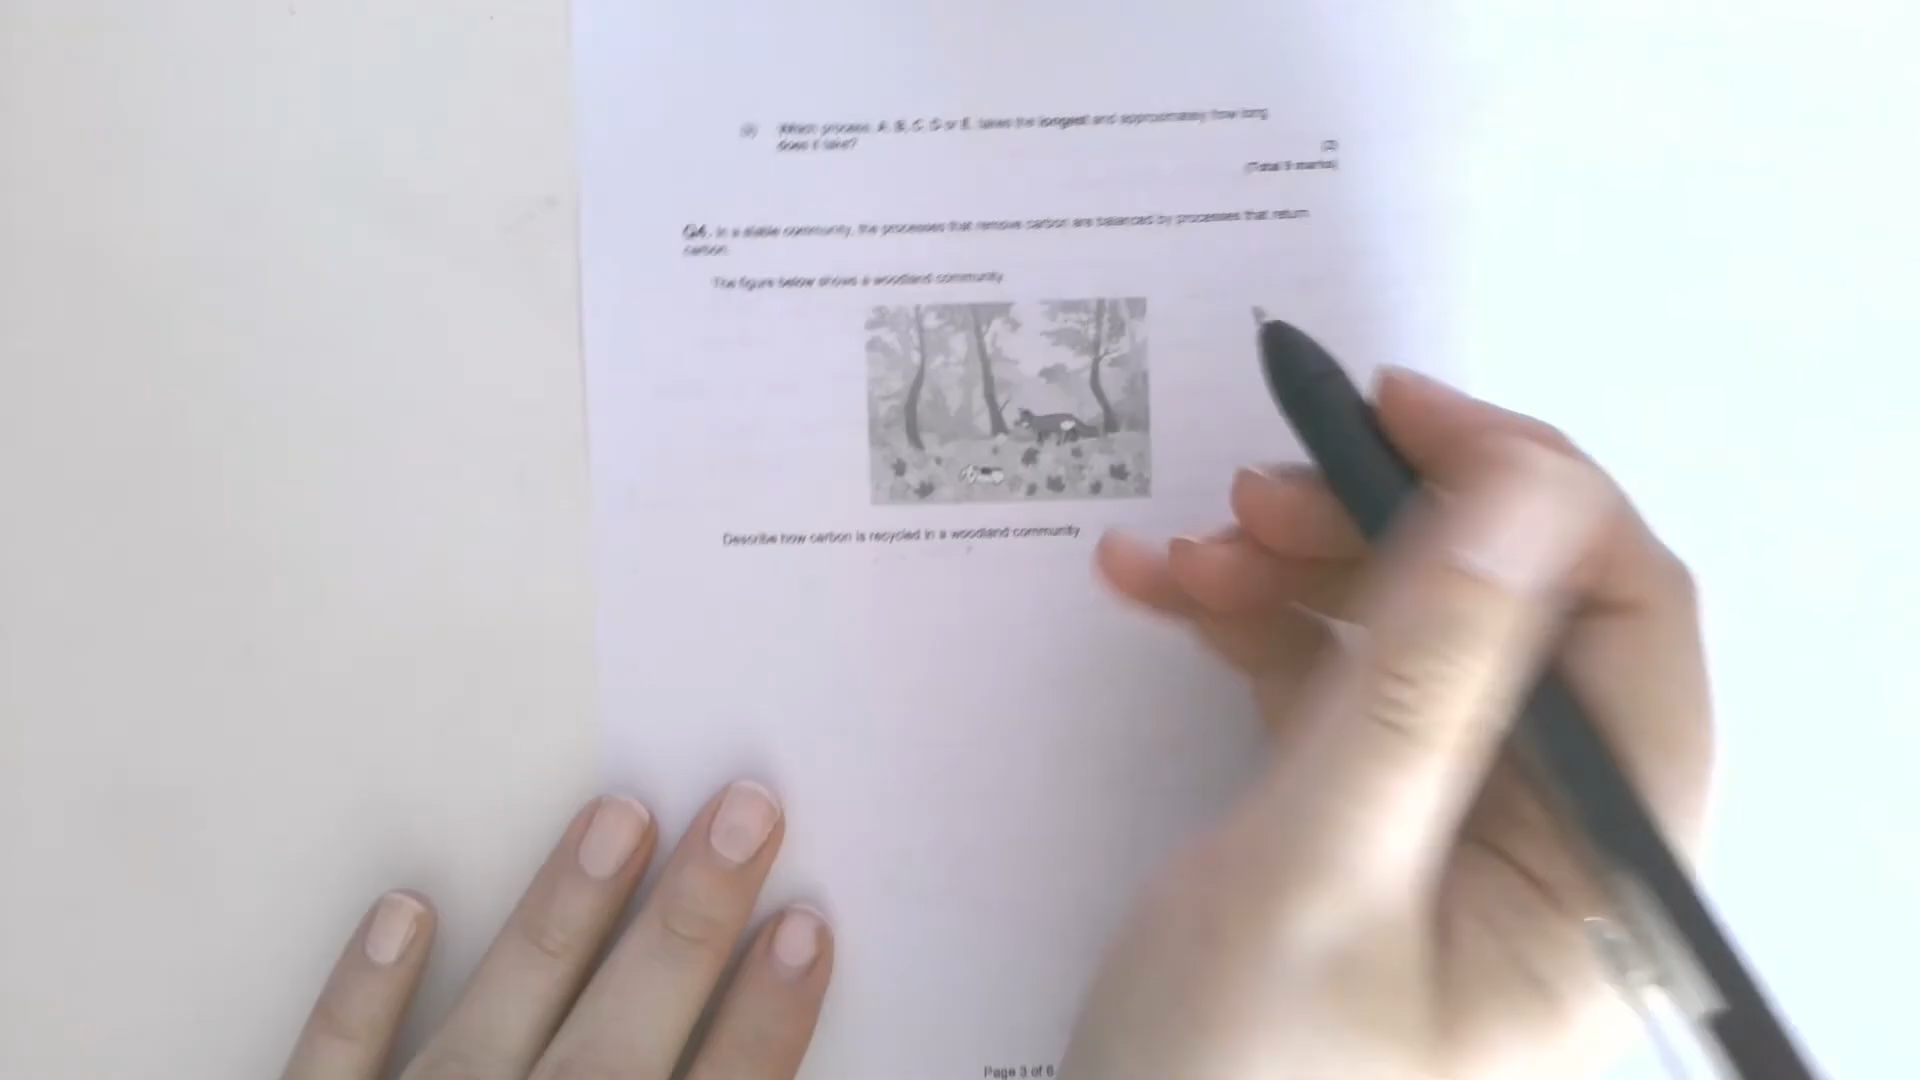 Which process, A, B, C, D or E, takes the longest and approximately how long
does it take?
(2)
(Total 9 marks)
Q4. In a stable community, the processes that remove carbon are balanced by processes that return
carbon.
The figure below shows a woodland community
Describe how carbon is recycled in a woodland community
Page 3 of 6